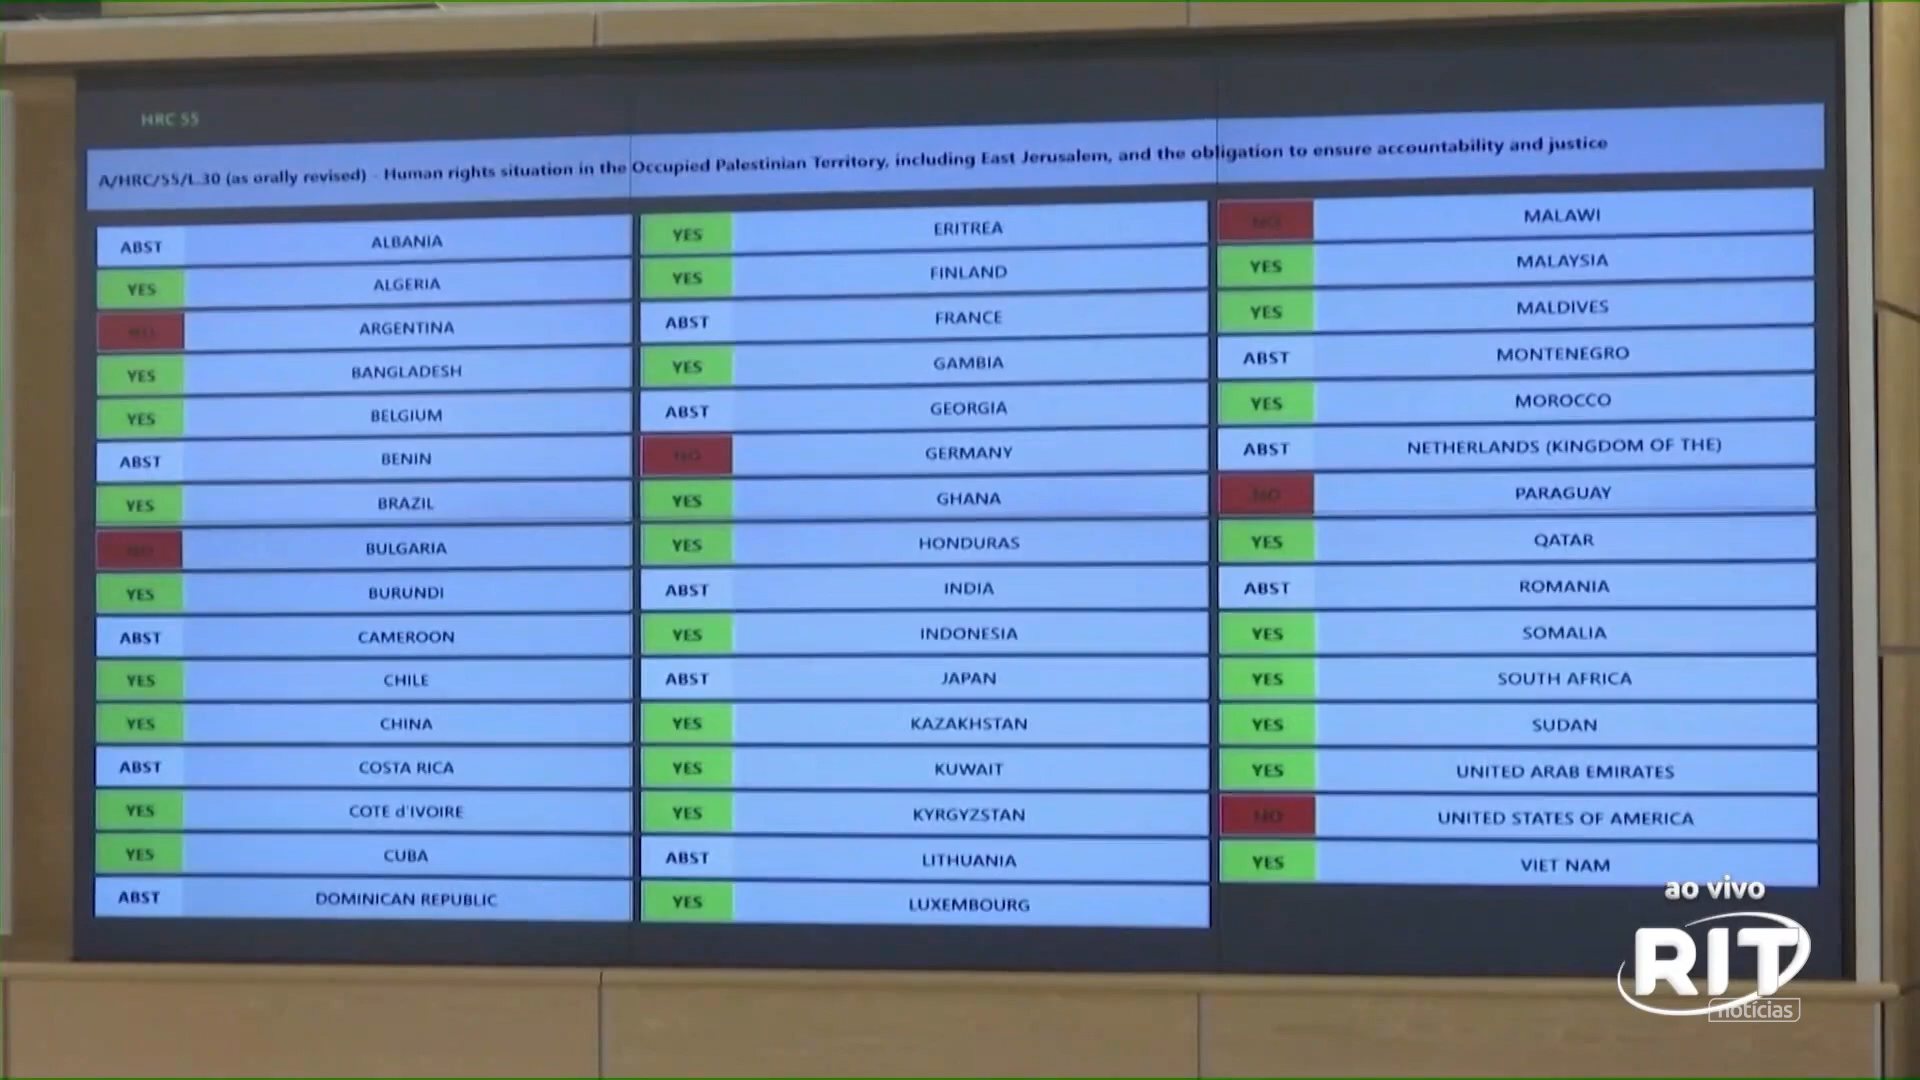 HRC 55
A/HRC/55/L.30 (as orally revised) - Human rights situation in the Occupied Palestinian Territory, including East Jerusalem, and the obligation to ensure accountability and justice
ABST ALBANIA
YES ALGERIA
ARGENTINA
YES BANGLADESH
YES BELGIUM
ABST BENIN
YES BRAZIL
NO BULGARIA
YES BURUNDI
ABST CAMEROON
YES CHILE
YES CHINA
ABST COSTA RICA
YES COTE d'IVOIRE
YES CUBA
ABST DOMINICAN REPUBLIC
YES ERITREA
YES FINLAND
ABST FRANCE
YES GAMBIA
ABST GEORGIA
NO GERMANY
YES GHANA
YES HONDURAS
ABST INDIA
YES INDONESIA
ABST JAPAN
YES KAZAKHSTAN
YES KUWAIT
YES KYRGYZSTAN
ABST LITHUANIA
YES LUXEMBOURG
NO MALAWI
YES MALAYSIA
YES MALDIVES
ABST MONTENEGRO
YES MOROCCO
ABST NETHERLANDS (KINGDOM OF THE)
NO PARAGUAY
YES QATAR
ABST ROMANIA
YES SOMALIA
YES SOUTH AFRICA
YES SUDAN
YES UNITED ARAB EMIRATES
NO UNITED STATES OF AMERICA
YES VIET NAM
ao vivo
RIT
notícias